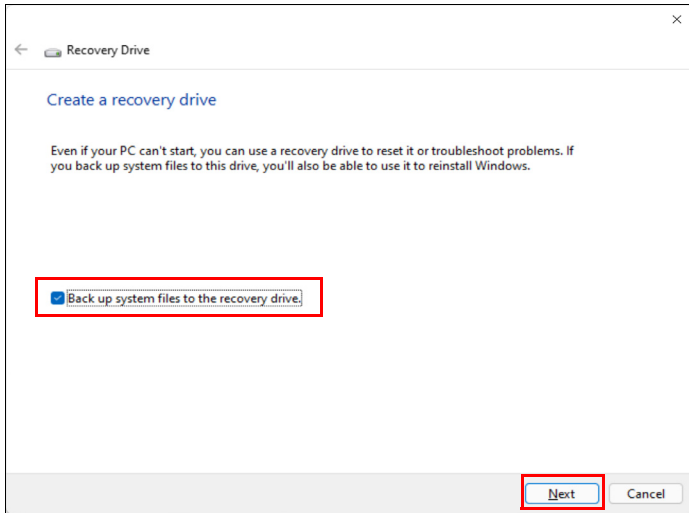 Recovery Drive
Create a recovery drive
Even if your PC can't start, you can use a recovery drive to reset it or troubleshoot problems. If
you back up system files to this drive, you'll also be able to use it to reinstall Windows.
Back up system files to the recovery drive.
Next
Cancel